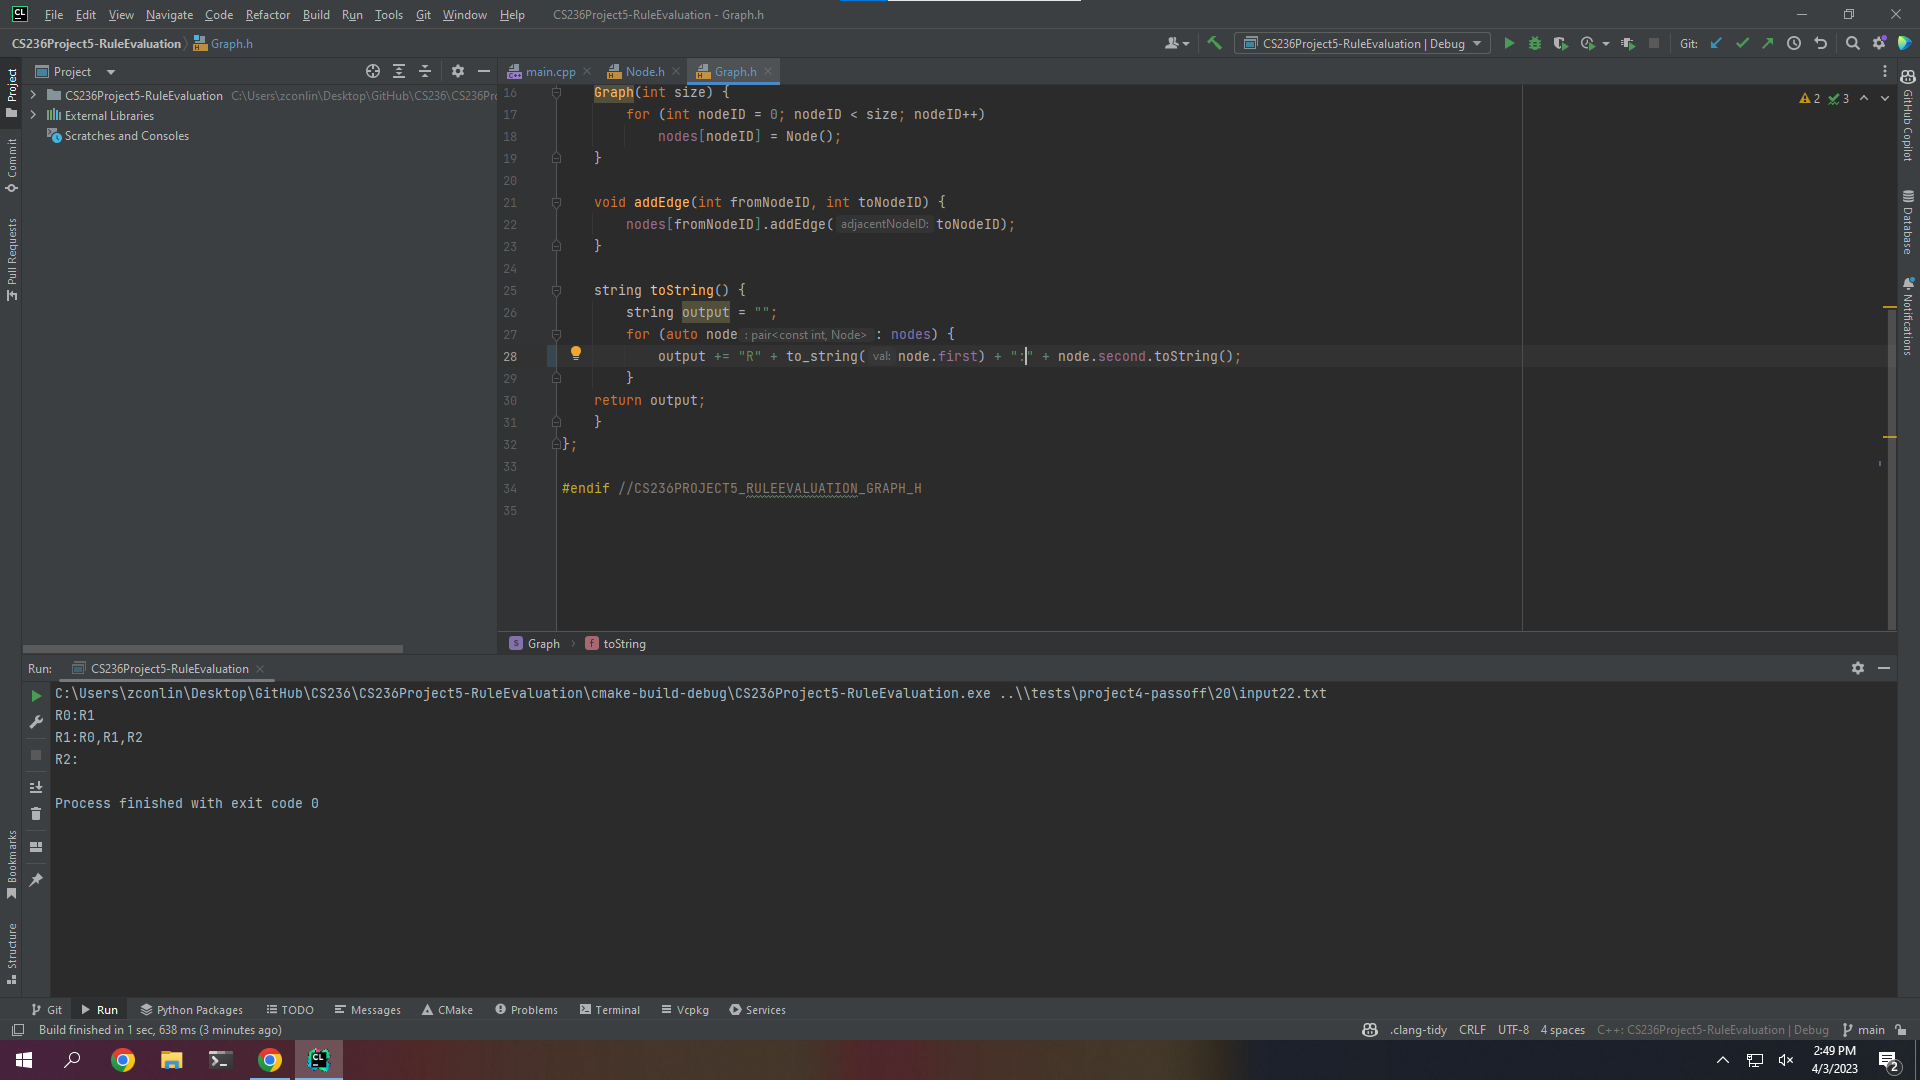 CL File Edit View Navigate Code Refactor Build Run Tools Git Window Help CS236Project5-RuleEvaluation - Graph.h
CS236Project5-RuleEvaluation Graph.h CS236Project5-RuleEvaluation | Debug Git:
Project
main.cpp Node.h Graph.h
CS236Project5-RuleEvaluation C:\Users\zconlin\Desktop\GitHub\CS236\CS236Pr
External Libraries
Scratches and Consoles
Project
Commit
Pull Requests
Bookmarks
Structure
16 Graph(int size) {
17 for (int nodeID = 0; nodeID < size; nodeID++)
18 nodes[nodeID] = Node();
19 }
20
21 void addEdge(int fromNodeID, int toNodeID) {
22 nodes[fromNodeID].addEdge( adjacentNodeID: toNodeID);
23 }
24
25 string toString() {
26 string output = "";
27 for (auto node : pair<const int, Node> : nodes) {
28 output += "R" + to_string( val: node.first) + ":" + node.second.toString();
29 }
30 return output;
31 }
32 };
33
34 #endif //CS236PROJECT5_RULEEVALUATION_GRAPH_H
35
2 3
GitHub Copilot
Database
Notifications
S Graph f toString
Run: CS236Project5-RuleEvaluation
C:\Users\zconlin\Desktop\GitHub\CS236\CS236Project5-RuleEvaluation\cmake-build-debug\CS236Project5-RuleEvaluation.exe ..\\tests\project4-passoff\20\input22.txt
R0:R1
R1:R0,R1,R2
R2:
Process finished with exit code 0
Git Run Python Packages TODO Messages CMake Problems Terminal Vcpkg Services
Build finished in 1 sec, 638 ms (3 minutes ago) .clang-tidy CRLF UTF-8 4 spaces C++: CS236Project5-RuleEvaluation | Debug main
CL
2:49 PM
4/3/2023
2